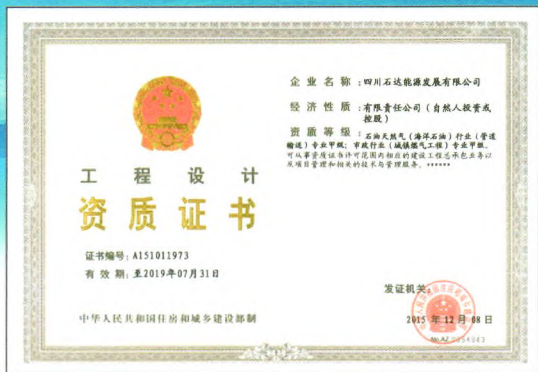 工程设计
资质证书
证书编号：A151011973
有效期：至2019年07月31日
中华人民共和国住房和城乡建设部制
企业名称：四川石达能源发展有限公司
经济性质：有限责任公司（自然人投资或
控股）
资质等级：石油天然气（海洋石油）行业（管道
输送）专业甲级；市政行业（城镇燃气工程）专业甲级。
可从事资质证书许可范围内相应的建设工程总承包业务以
及项目管理和相关的技术与管理服务。******
发证机关：
2015年12月08日
No.AZ